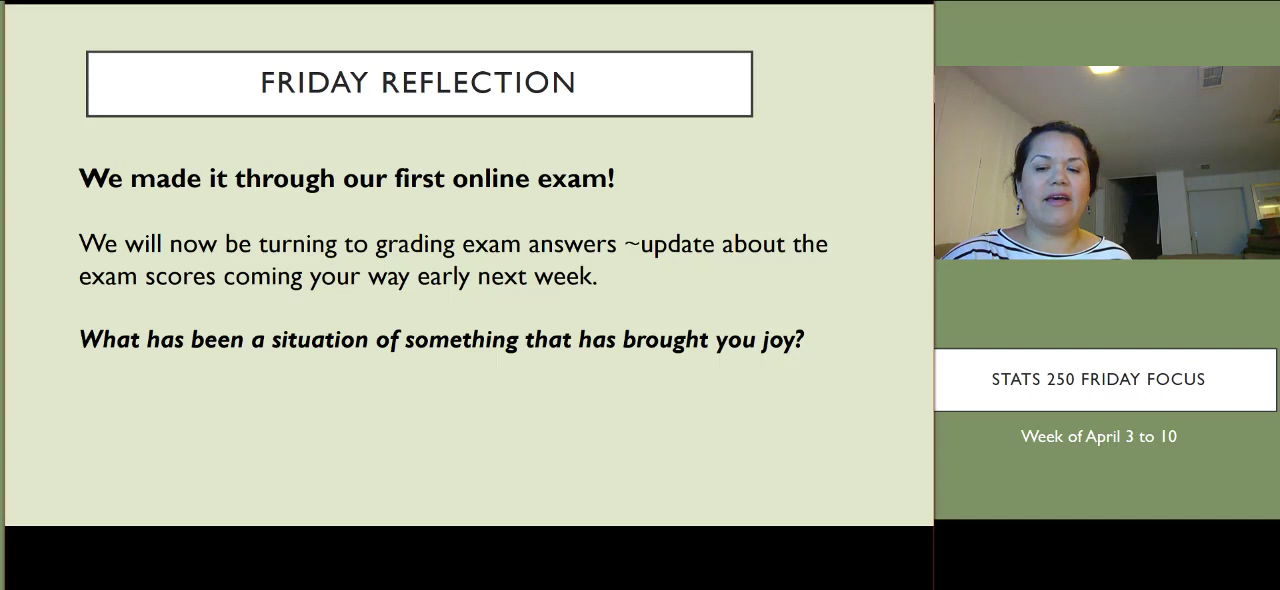 FRIDAY REFLECTION
We made it through our first online exam!
We will now be turning to grading exam answers ~update about the
exam scores coming your way early next week.
What has been a situation of something that has brought you joy?
STATS 250 FRIDAY FOCUS
Week of April 3 to 10